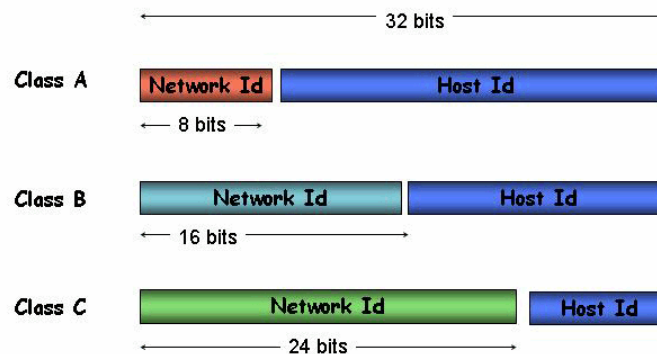 32 bits
Class A
Network Id
Host Id
8 bits
Class B
Network Id
Host Id
16 bits
Class C
Network Id
Host Id
24 bits